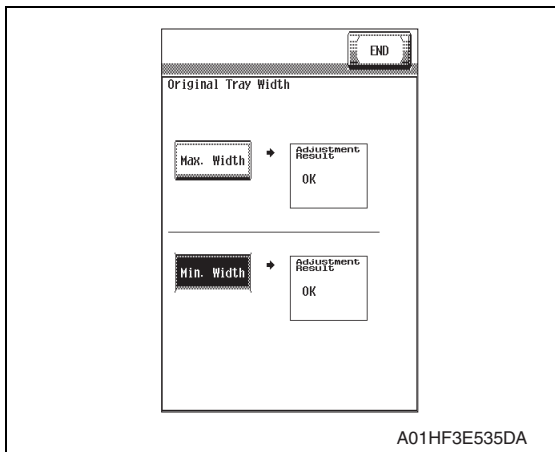 END
Original Tray Width
Max. Width
Adjustment
Result
OK
Min. Width
Adjustment
Result
OK
A01HF3E535DA